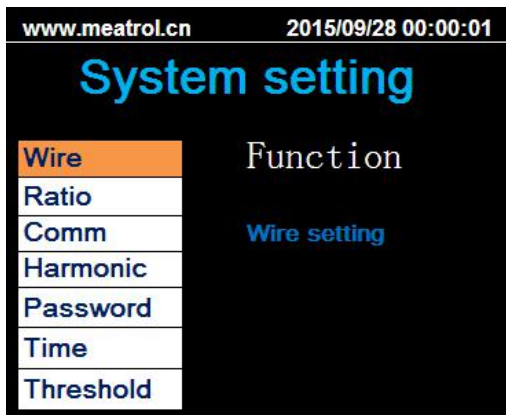 www.meatrol.cn 2015/09/28 00:00:01
System setting
Wire
Function
Ratio
Comm
Wire setting
Harmonic
Password
Time
Threshold